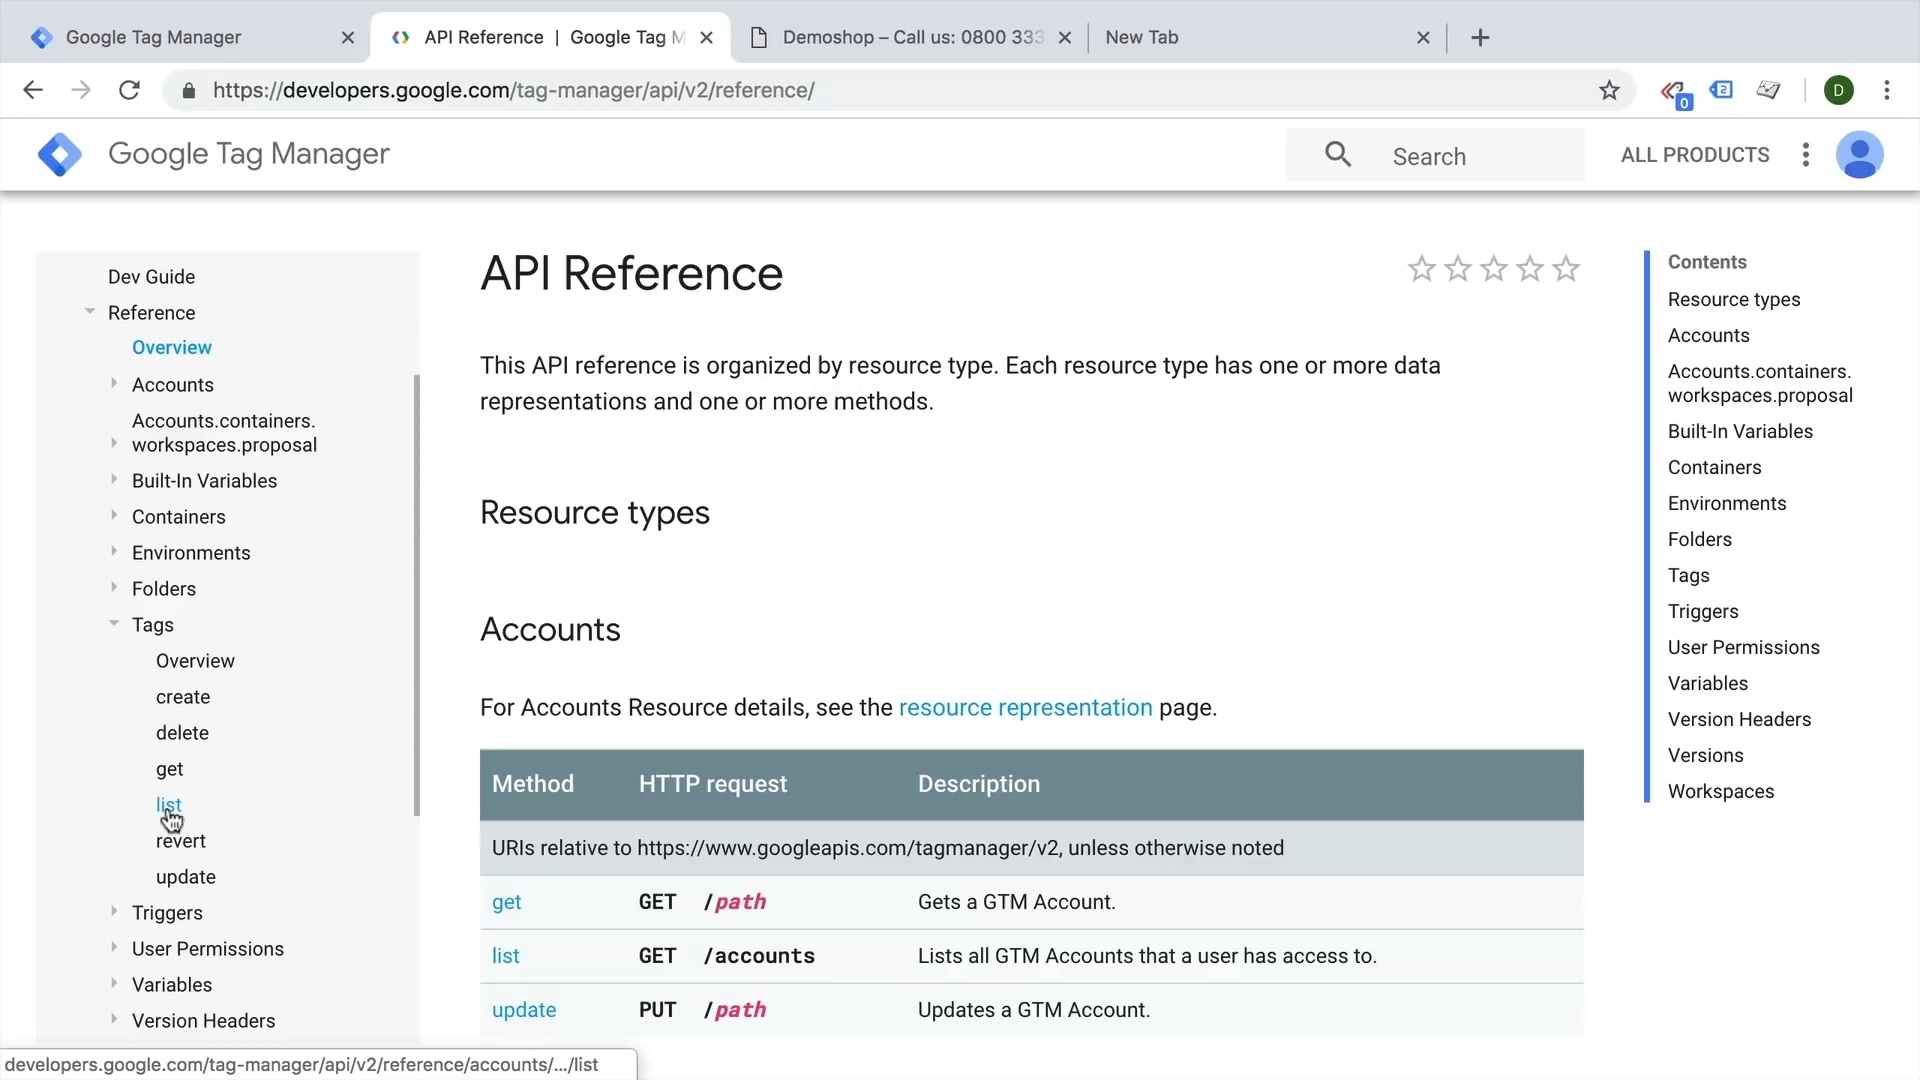 Google Tag Manager
API Reference | Google Tag M
Demoshop – Call us: 0800 333
New Tab
https://developers.google.com/tag-manager/api/v2/reference/
0
2
D
Google Tag Manager
Search
ALL PRODUCTS
Dev Guide
Reference
Overview
Accounts
Accounts.containers.
workspaces.proposal
Built-In Variables
Containers
Environments
Folders
Tags
Overview
create
delete
get
list
revert
update
Triggers
User Permissions
Variables
Version Headers
API Reference
This API reference is organized by resource type. Each resource type has one or more data
representations and one or more methods.
Resource types
Accounts
For Accounts Resource details, see the resource representation page.
Method HTTP request Description
URIs relative to https://www.googleapis.com/tagmanager/v2, unless otherwise noted
get GET /path Gets a GTM Account.
list GET /accounts Lists all GTM Accounts that a user has access to.
update PUT /path Updates a GTM Account.
Contents
Resource types
Accounts
Accounts.containers.
workspaces.proposal
Built-In Variables
Containers
Environments
Folders
Tags
Triggers
User Permissions
Variables
Version Headers
Versions
Workspaces
developers.google.com/tag-manager/api/v2/reference/accounts/.../list